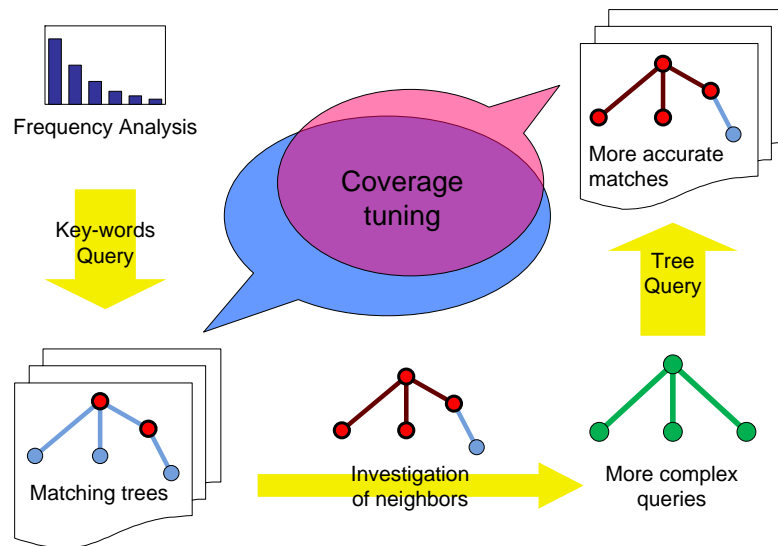 Frequency Analysis
Key-words
Query
Matching trees
Coverage
tuning
Investigation
of neighbors
More complex
queries
Tree
Query
More accurate
matches